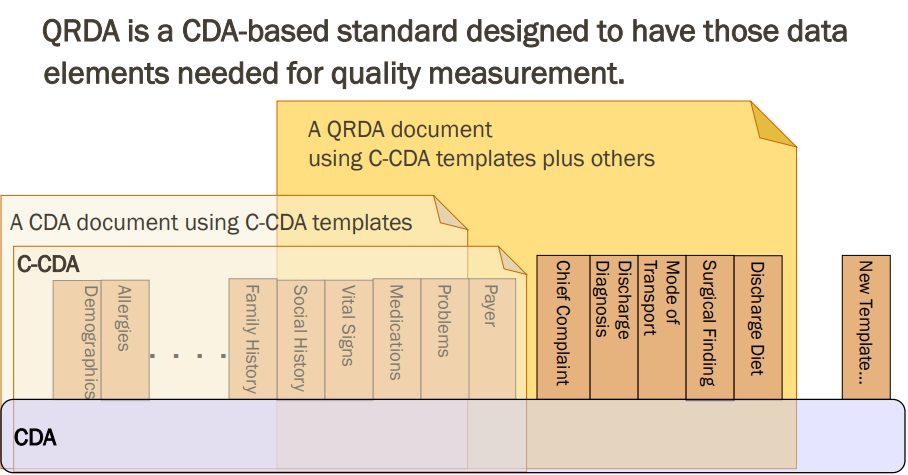 QRDA is a CDA-based standard designed to have those data
elements needed for quality measurement.
A QRDA document
using C-CDA templates plus others
A CDA document using C-CDA templates
C-CDA
Demographics
Allergies
. . . .
Family History
Social History
Vital Signs
Medications
Problems
Payer
Chief Complaint
Discharge
Diagnosis
Mode of
Transport
Surgical Finding
Discharge Diet
New Template...
CDA